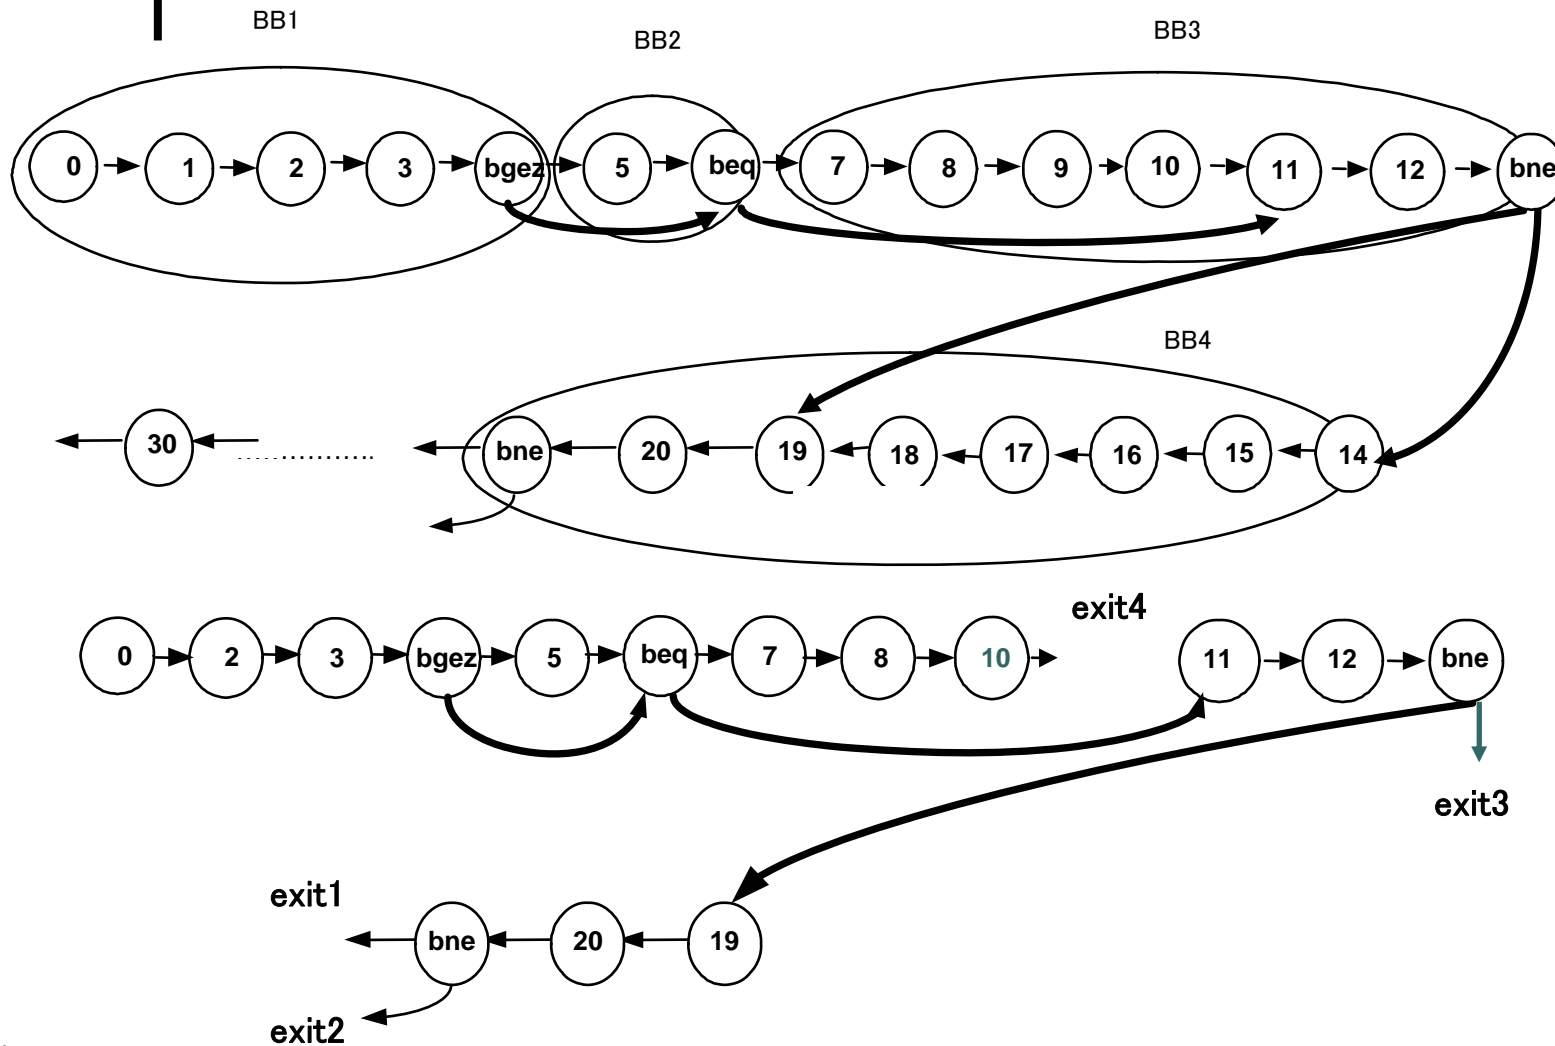 BB1 BB2 BB3
0 1 2 3 bgez 5 beq 7 8 9 10 11 12 bne
BB4
30 ............... bne 20 19 18 17 16 15 14
exit4
0 2 3 bgez 5 beq 7 8 10 11 12 bne
exit3
exit1
bne 20 19
exit2